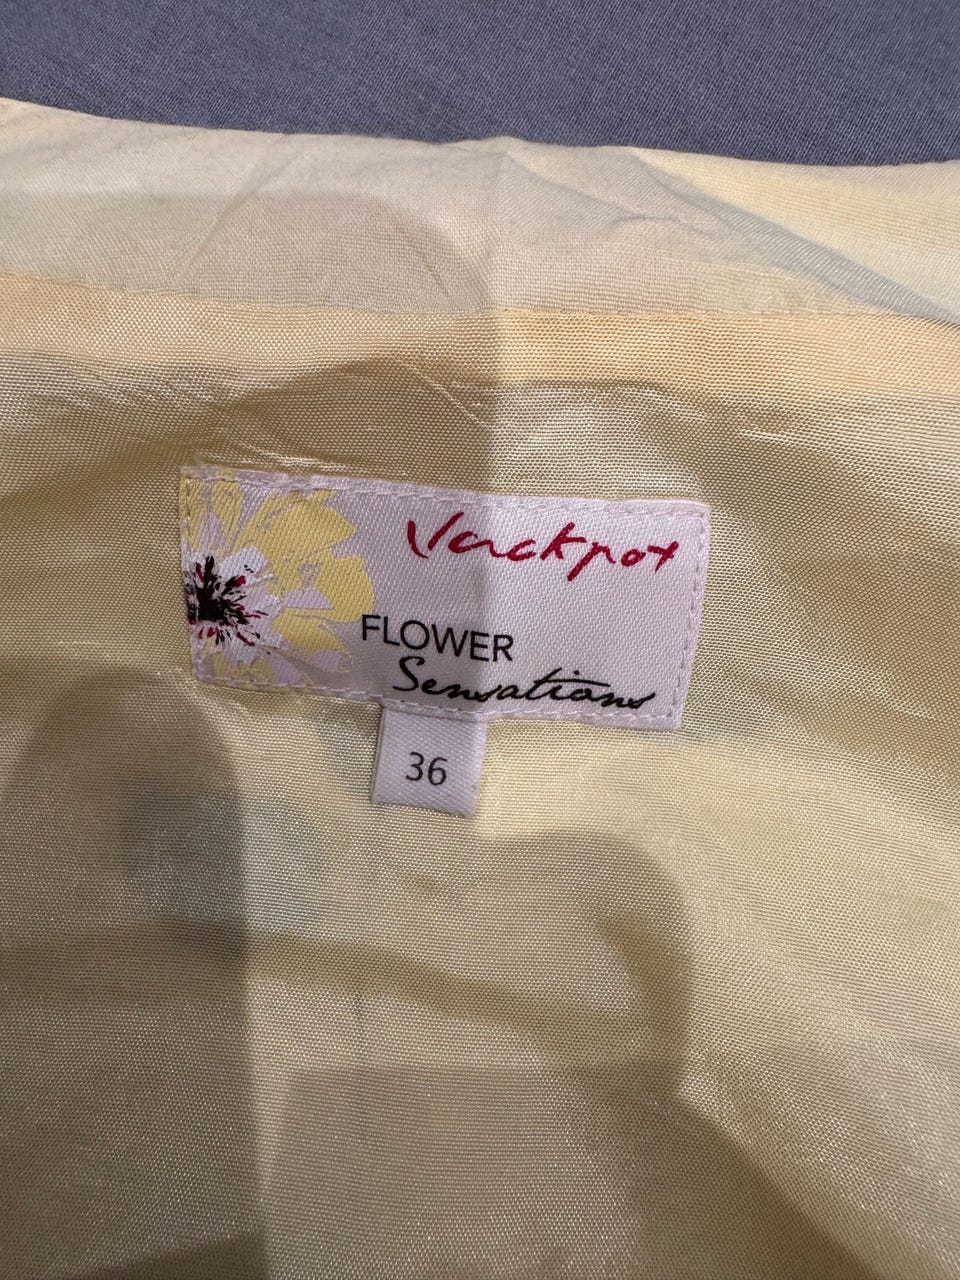 Jackpot
FLOWER
Sensations
36